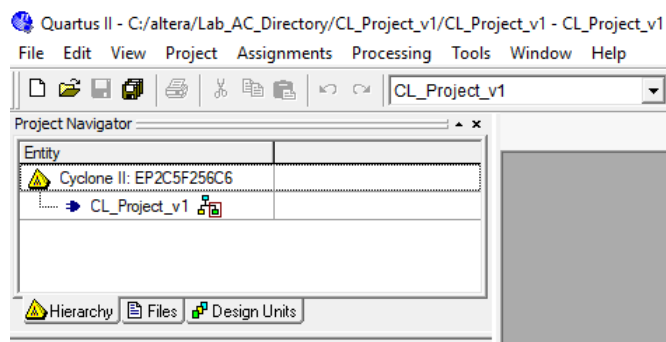 Quartus II - C:/altera/Lab_AC_Directory/CL_Project_v1/CL_Project_v1 - CL_Project_v1
File Edit View Project Assignments Processing Tools Window Help
CL_Project_v1
Project Navigator
Entity
Cyclone II: EP2C5F256C6
CL_Project_v1
Hierarchy Files Design Units